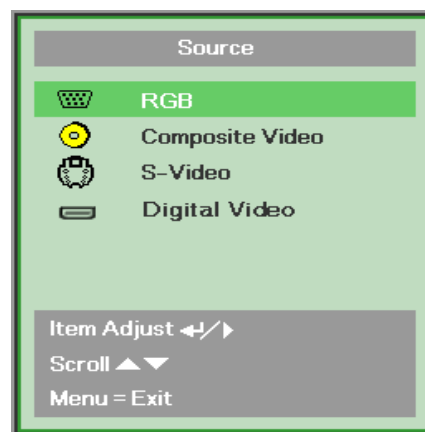 Source
RGB
Composite Video
S-Video
Digital Video
Item Adjust ↵/▶
Scroll ▲▼
Menu = Exit